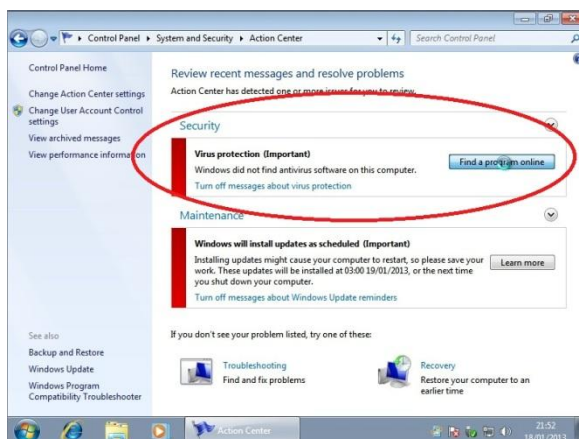 Control Panel ▸ System and Security ▸ Action Center
Search Control Panel
Control Panel Home
Change Action Center settings
Change User Account Control
settings
View archived messages
View performance information
See also
Backup and Restore
Windows Update
Windows Program
Compatibility Troubleshooter
Review recent messages and resolve problems
Action Center has detected one or more issues for you to review.
Security
Virus protection (Important)
Windows did not find antivirus software on this computer.
Find a program online
Turn off messages about virus protection
Maintenance
Windows will install updates as scheduled (Important)
Installing updates might cause your computer to restart, so please save your
work. These updates will be installed at 03:00 19/01/2013, or the next time
you shut down your computer.
Learn more
Turn off messages about Windows Update reminders
If you don't see your problem listed, try one of these:
Troubleshooting
Find and fix problems
Recovery
Restore your computer to an
earlier time
Action Center
21:52
18/01/2013